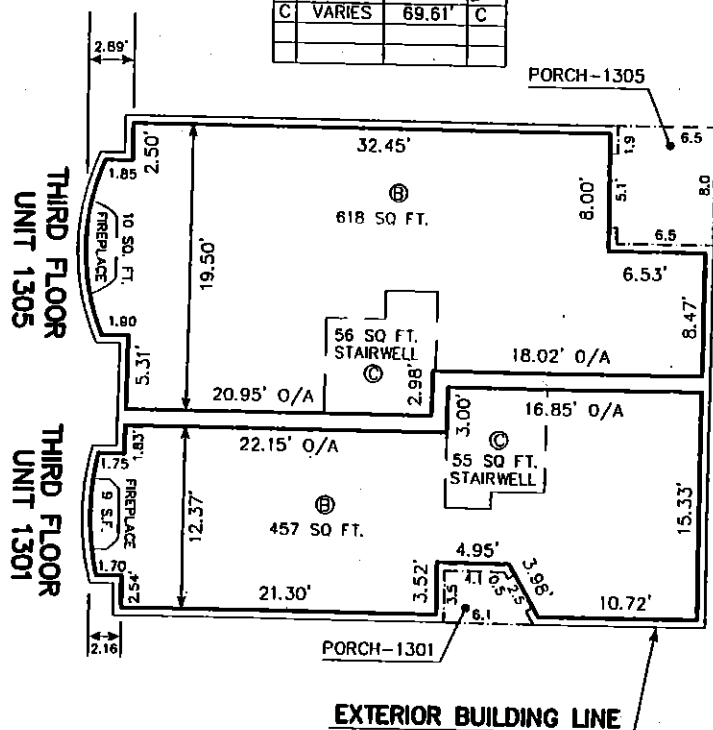 C VARIES 69.61' C
2.89'
PORCH-1305
32.45'
2.50'
1.9
6.5
8.0
1.85
5.1'
8.00'
Ⓑ
618 SQ FT.
THIRD FLOOR
UNIT 1305
FIREPLACE
10 SQ. FT.
19.50'
6.5
6.53'
1.80
8.47'
56 SQ FT.
STAIRWELL
Ⓒ
5.31'
18.02' O/A
2.98'
20.95' O/A
3.00'
16.85' O/A
1.83'
22.15' O/A
Ⓒ
55 SQ FT.
STAIRWELL
THIRD FLOOR
UNIT 1301
1.75
FIREPLACE
9 S.F.
12.37'
Ⓑ
457 SQ FT.
15.33'
4.95'
3.98'
1.70
2.54'
21.30'
3.52'
3.5
4.1
0.5
2.5
6.1
10.72'
2.16
PORCH-1301
EXTERIOR BUILDING LINE